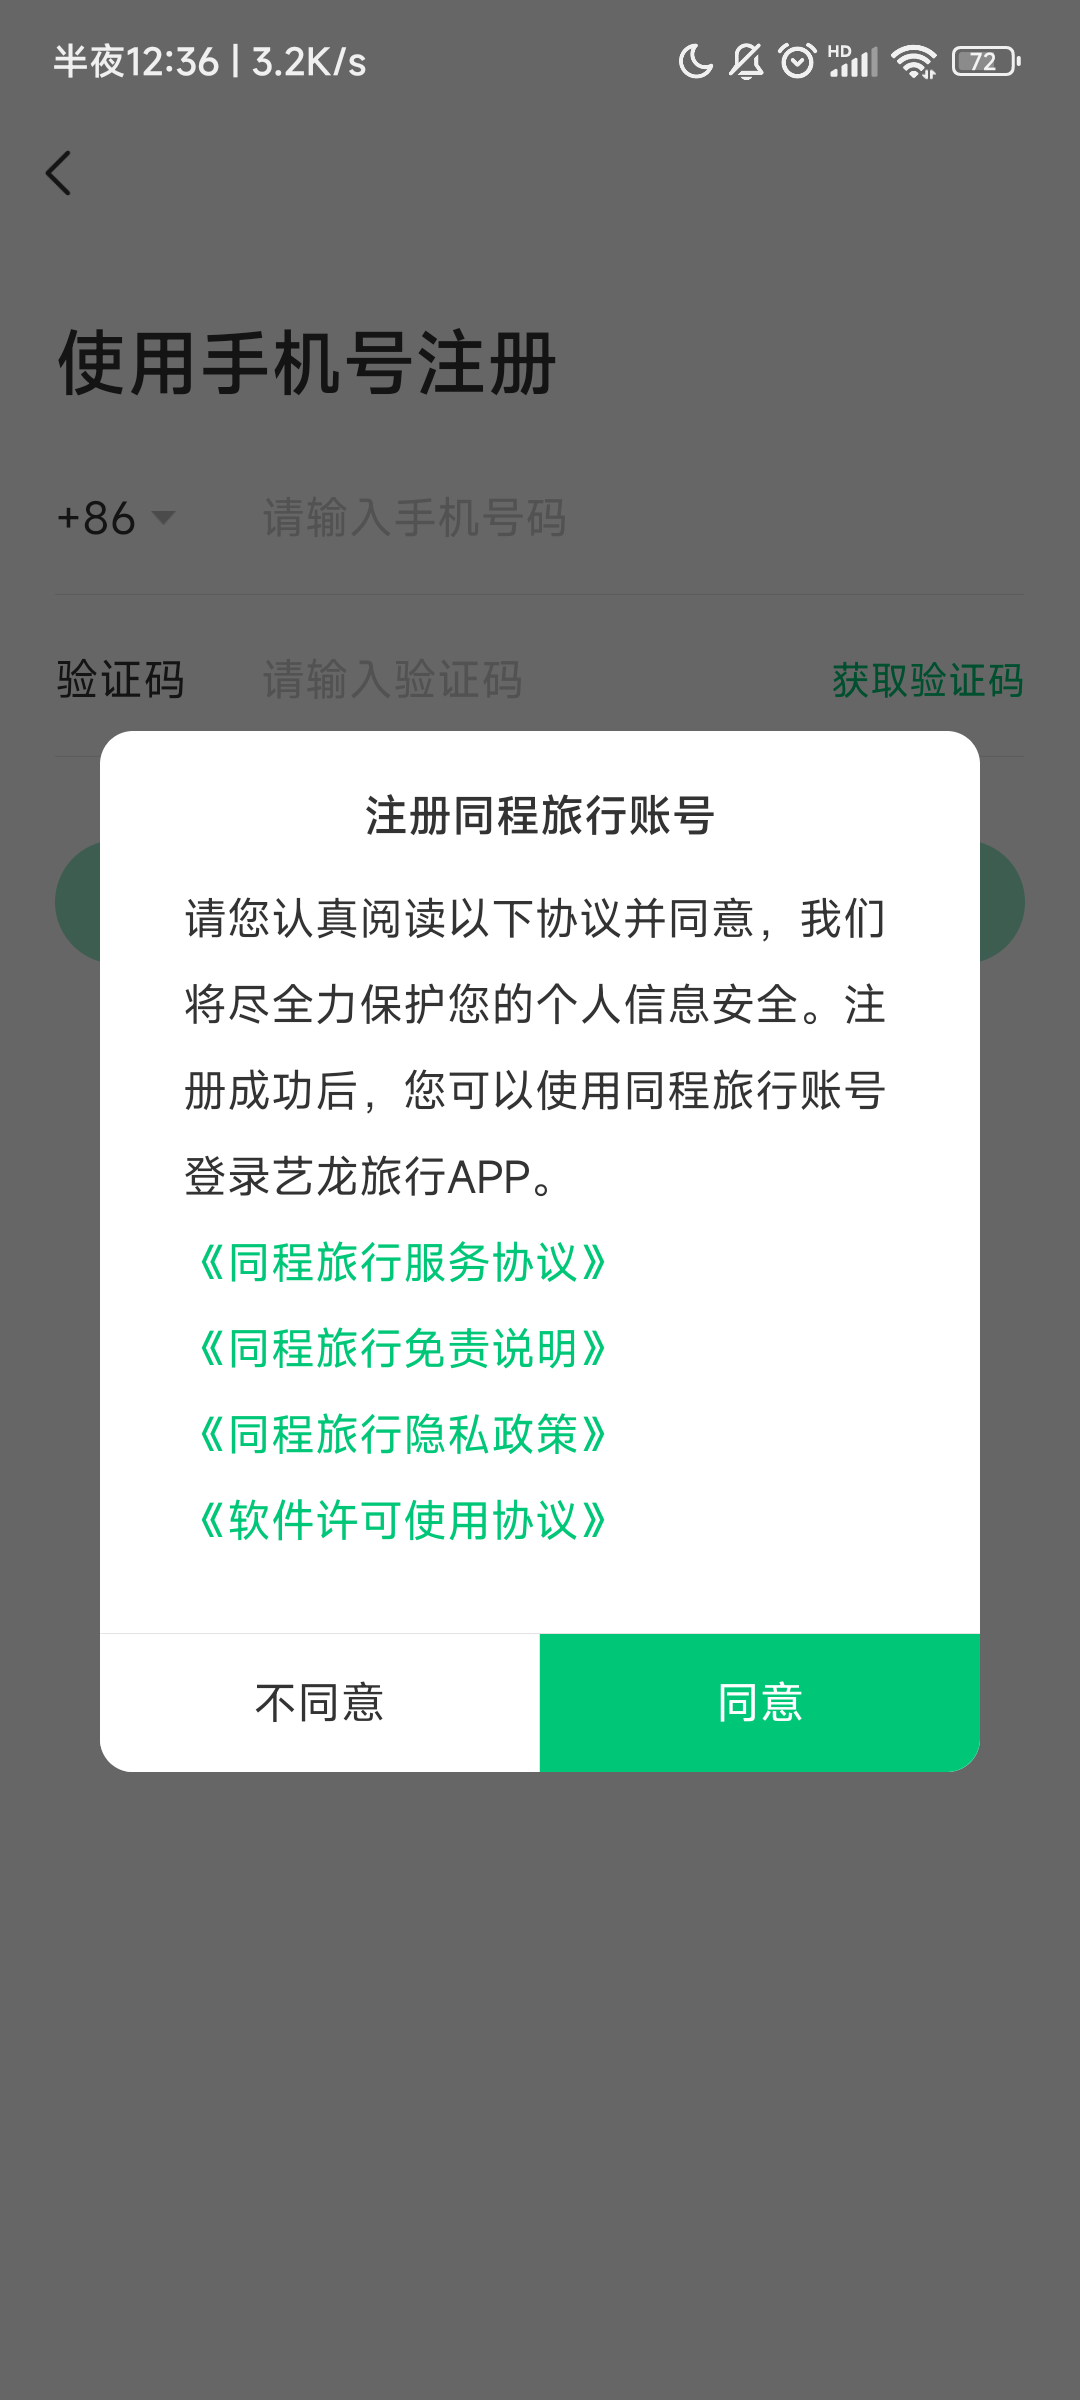 半夜12:36 | 3.2K/s
HD
72
使用手机号注册
+86 请输入手机号码
验证码 请输入验证码 获取验证码
注册同程旅行账号
请您认真阅读以下协议并同意，我们
将尽全力保护您的个人信息安全。注
册成功后，您可以使用同程旅行账号
登录艺龙旅行APP。
《同程旅行服务协议》
《同程旅行免责说明》
《同程旅行隐私政策》
《软件许可使用协议》
不同意 同意